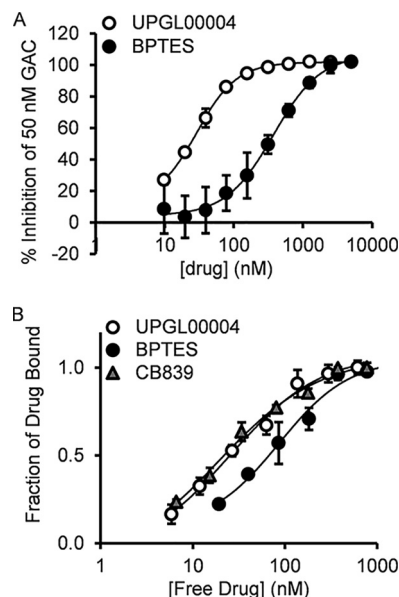 A
UPGL00004
BPTES
% Inhibition of 50 nM GAC
120
100
80
60
40
20
0
-20
1
10
100
1000
10000
[drug] (nM)
B
UPGL00004
BPTES
CB839
Fraction of Drug Bound
1.0
0.5
0.0
1
10
100
1000
[Free Drug] (nM)